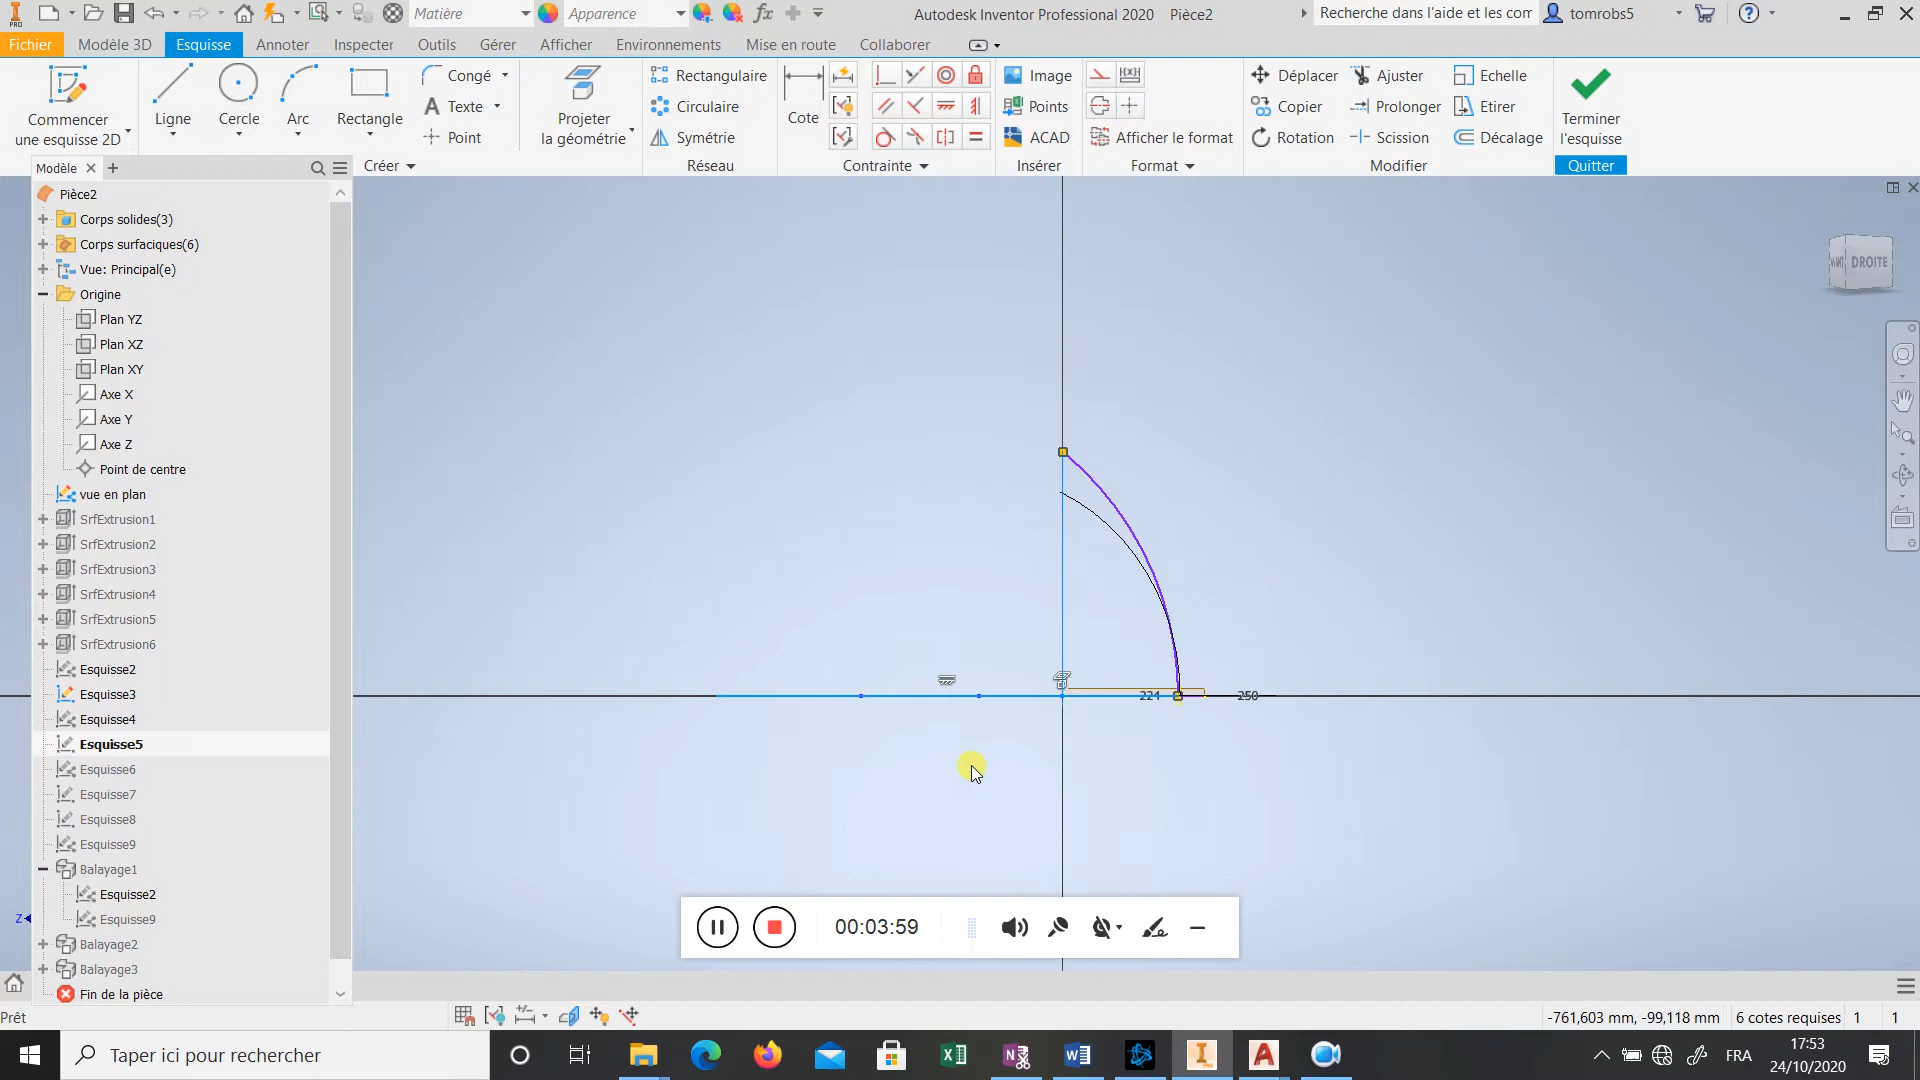 Matière
Apparence
Autodesk Inventor Professional 2020 Pièce2
Recherche dans l'aide et les com
tomrobs5
PRO
Fichier
Modèle 3D
Esquisse
Annoter
Inspecter
Outils
Gérer
Afficher
Environnements
Mise en route
Collaborer
Commencer
une esquisse 2D
Ligne
Cercle
Arc
Rectangle
Congé
Texte
Point
Projeter
la géométrie
Rectangulaire
Circulaire
Symétrie
Cote
Image
Points
ACAD
Afficher le format
Déplacer
Copier
Rotation
Ajuster
Prolonger
Scission
Echelle
Etirer
Décalage
Terminer
l'esquisse
Créer
Réseau
Contrainte
Insérer
Format
Modifier
Quitter
Modèle
Pièce2
Corps solides(3)
Corps surfaciques(6)
Vue: Principal(e)
Origine
Plan YZ
Plan XZ
Plan XY
Axe X
Axe Y
Axe Z
Point de centre
vue en plan
SrfExtrusion1
SrfExtrusion2
SrfExtrusion3
SrfExtrusion4
SrfExtrusion5
SrfExtrusion6
Esquisse2
Esquisse3
Esquisse4
Esquisse5
Esquisse6
Esquisse7
Esquisse8
Esquisse9
Balayage1
Esquisse2
Esquisse9
Balayage2
Balayage3
Fin de la pièce
DROITE
224
250
Z
00:03:59
Prêt
-761,603 mm, -99,118 mm
6 cotes requises
1
1
Taper ici pour rechercher
FRA
17:53
24/10/2020